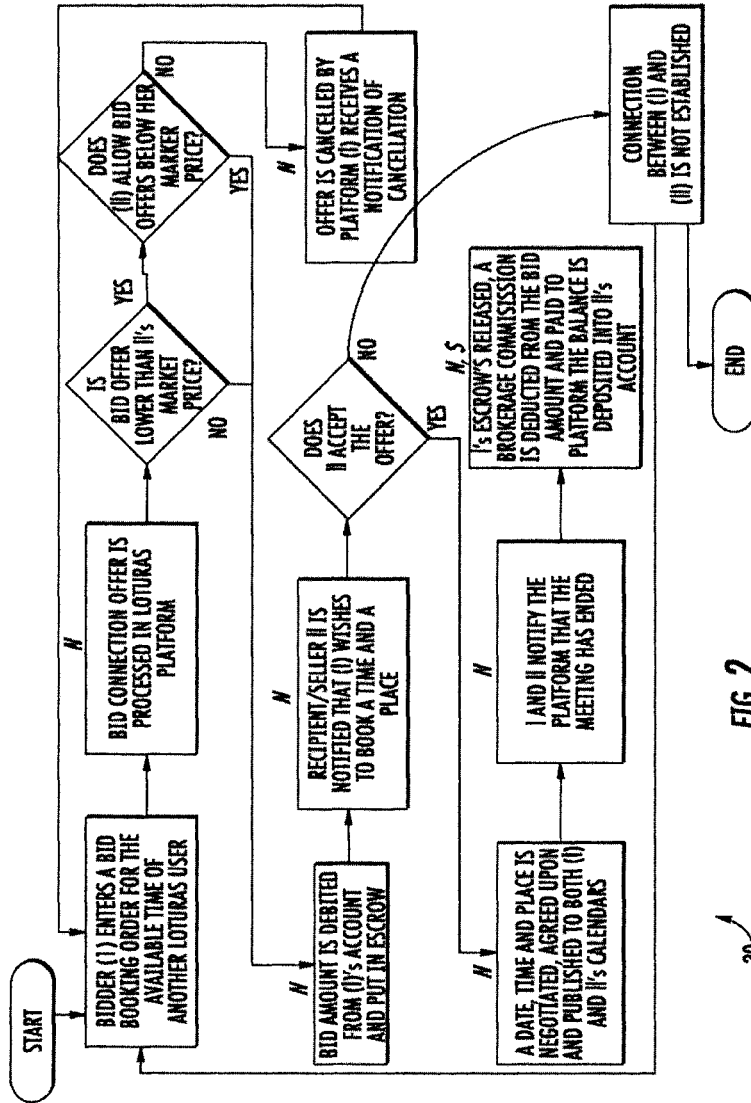 START
BIDDER (1) ENTERS A BID
BOOKING ORDER FOR THE
AVAILABLE TIME OF
ANOTHER LOTURAS USER
N
BID CONNECTION OFFER IS
PROCESSED IN LOTURAS
PLATFORM
IS
BID OFFER
LOWER THAN II's
MARKET
PRICE?
YES
NO
DOES
(II) ALLOW BID
OFFERS BELOW HER
MARKER
PRICE?
NO
YES
N
OFFER IS CANCELLED BY
PLATFORM (I) RECEIVES A
NOTIFICATION OF
CANCELLATION
N
BID AMOUNT IS DEBITED
FROM (I)'s ACCOUNT
AND PUT IN ESCROW
N
RECIPIENT/SELLER II IS
NOTIFIED THAT (I) WISHES
TO BOOK A TIME AND A
PLACE
DOES
II ACCEPT
THE
OFFER?
NO
YES
N
A DATE, TIME AND PLACE IS
NEGOTIATED, AGREED UPON
AND PUBLISHED TO BOTH (I)
AND II's CALENDARS
N
I AND II NOTIFY THE
PLATFORM THAT THE
MEETING HAS ENDED
N, $
I's ESCROW'S RELEASED, A
BROKERAGE COMMISISSION
IS DEDUCTED FROM THE BID
AMOUNT AND PAID TO
PLATFORM THE BALANCE IS
DEPOSITED INTO II's
ACCOUNT
CONNECTION
BETWEEN (I) AND
(II) IS NOT ESTABLISHED
END
FIG. 2